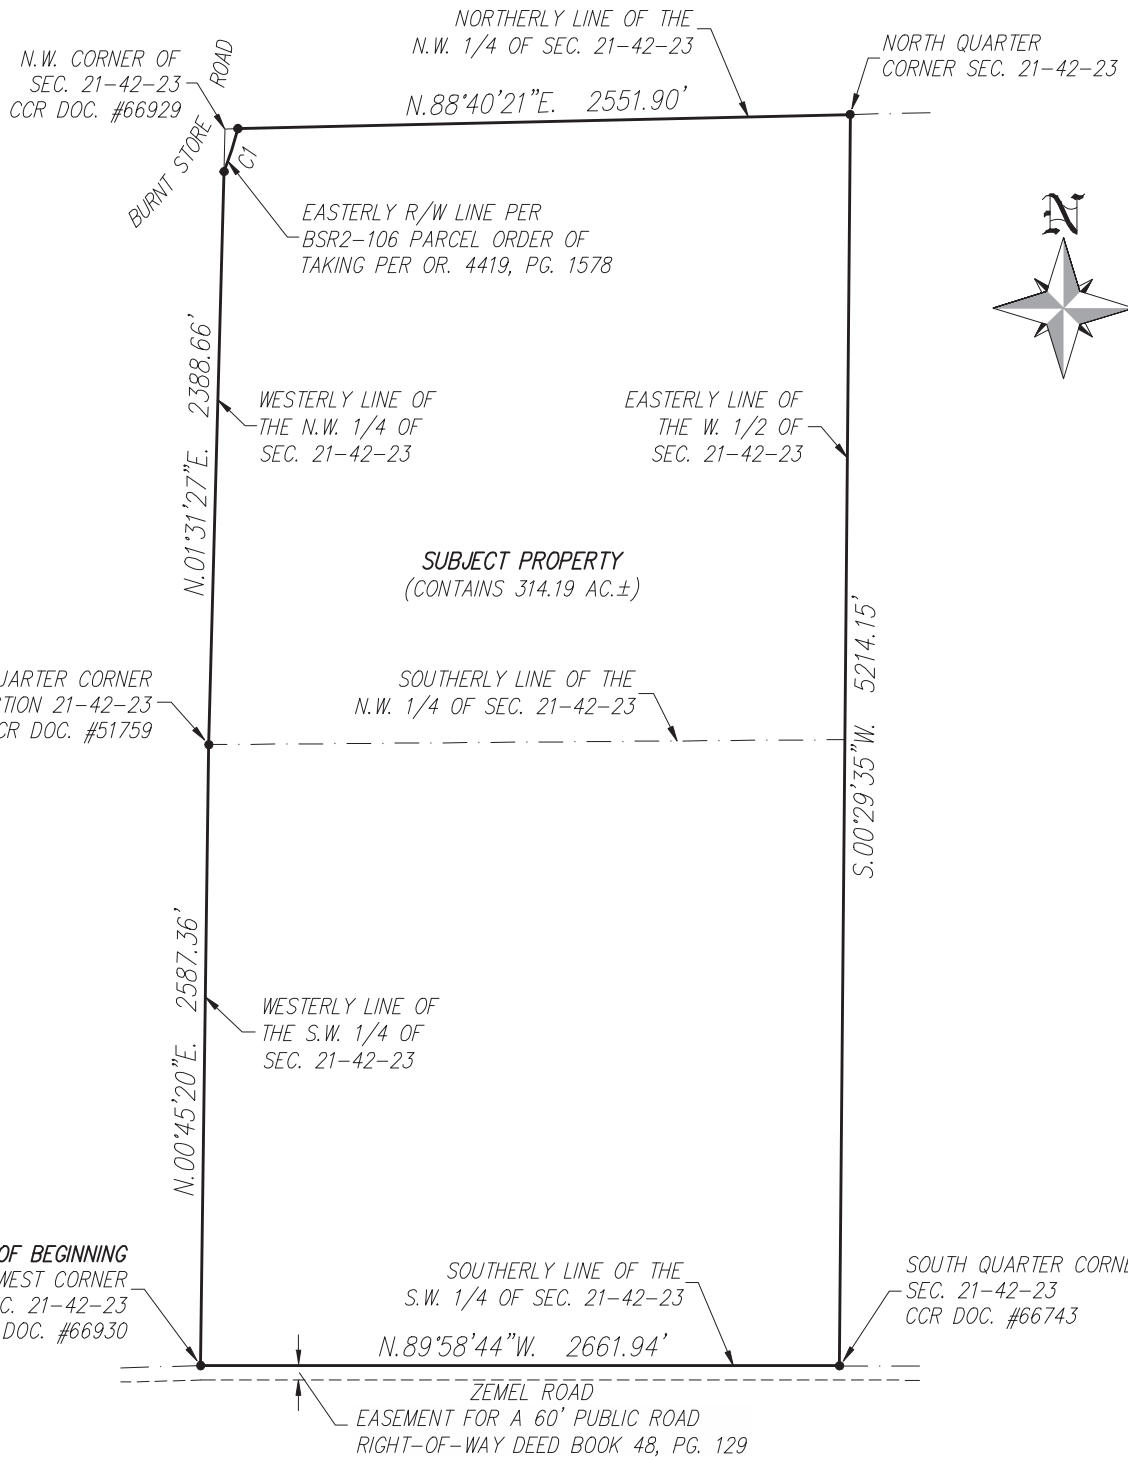 NORTHERLY LINE OF THE
N.W. 1/4 OF SEC. 21-42-23
N.W. CORNER OF
SEC. 21-42-23
CCR DOC. #66929
ROAD
BURNT STORE
NORTH QUARTER
CORNER SEC. 21-42-23
N.88°40'21"E. 2551.90'
C1
EASTERLY R/W LINE PER
BSR2-106 PARCEL ORDER OF
TAKING PER OR. 4419, PG. 1578
N
N.01°31'27"E. 2388.66'
WESTERLY LINE OF
THE N.W. 1/4 OF
SEC. 21-42-23
EASTERLY LINE OF
THE W. 1/2 OF
SEC. 21-42-23
SUBJECT PROPERTY
(CONTAINS 314.19 AC.±)
S.00°29'35"W. 5214.15'
UARTER CORNER
TION 21-42-23
CR DOC. #51759
SOUTHERLY LINE OF THE
N.W. 1/4 OF SEC. 21-42-23
N.00°45'20"E. 2587.36'
WESTERLY LINE OF
THE S.W. 1/4 OF
SEC. 21-42-23
OF BEGINNING
WEST CORNER
C. 21-42-23
DOC. #66930
SOUTHERLY LINE OF THE
S.W. 1/4 OF SEC. 21-42-23
SOUTH QUARTER CORNE
SEC. 21-42-23
CCR DOC. #66743
N.89°58'44"W. 2661.94'
ZEMEL ROAD
EASEMENT FOR A 60' PUBLIC ROAD
RIGHT-OF-WAY DEED BOOK 48, PG. 129